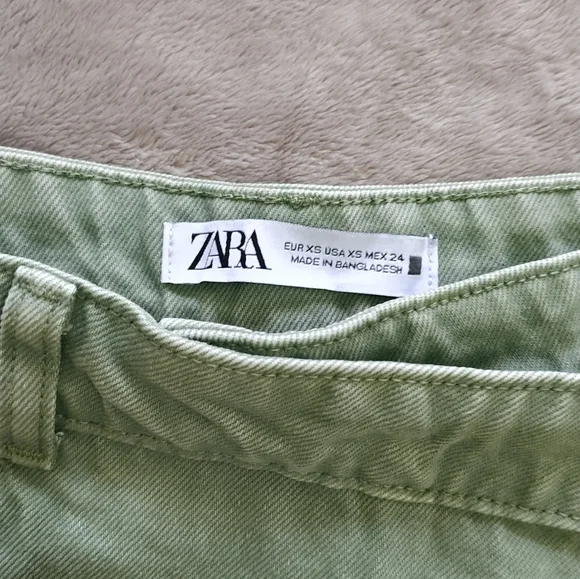 ZARA
EUR XS USA XS MEX 24
MADE IN BANGLADESH